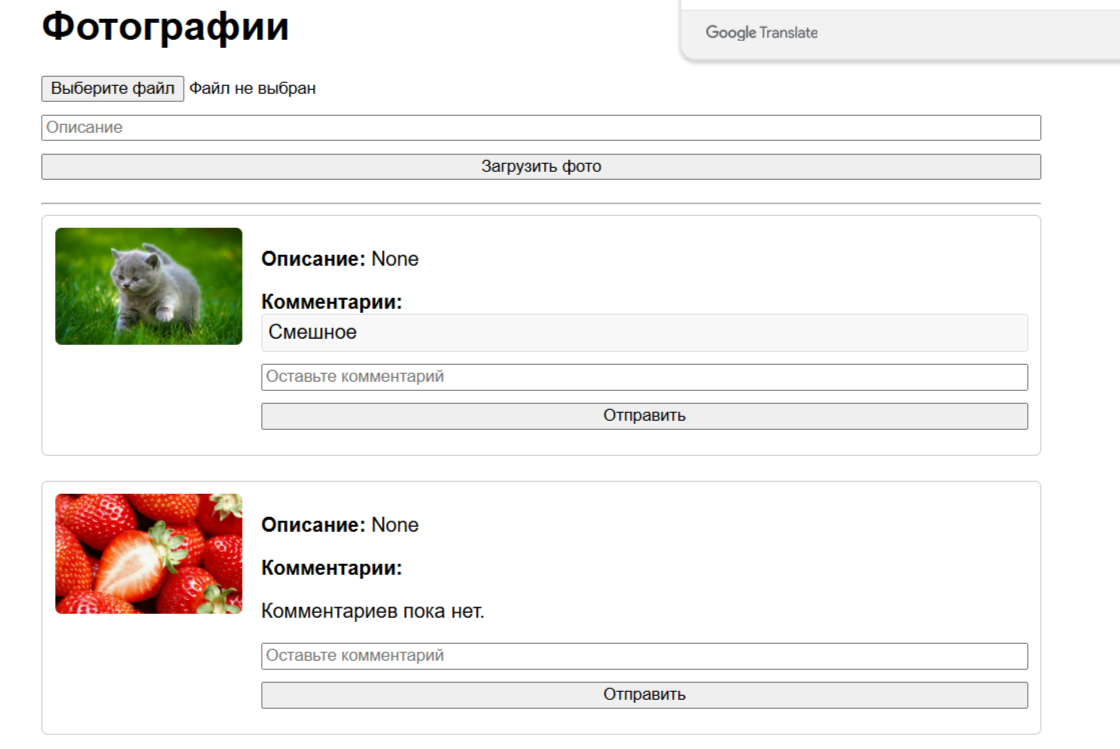 Фотографии
Google Translate
Выберите файл Файл не выбран
Описание
Загрузить фото
Описание: None
Комментарии:
Смешное
Оставьте комментарий
Отправить
Описание: None
Комментарии:
Комментариев пока нет.
Оставьте комментарий
Отправить